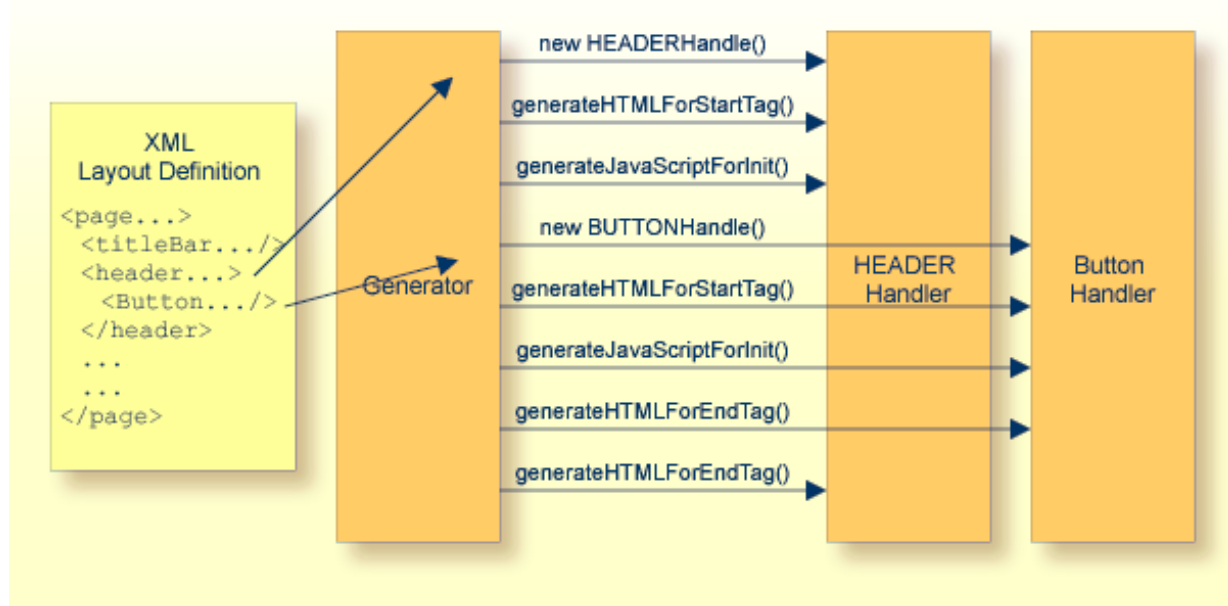 XML
Layout Definition
<page...>
<titleBar.../>
<header...>
<Button.../>
</header>
...
...
</page>
Generator
new HEADERHandle()
generateHTMLForStartTag()
generateJavaScriptForInit()
new BUTTONHandle()
generateHTMLForStartTag()
generateJavaScriptForInit()
generateHTMLForEndTag()
generateHTMLForEndTag()
HEADER
Handler
Button
Handler